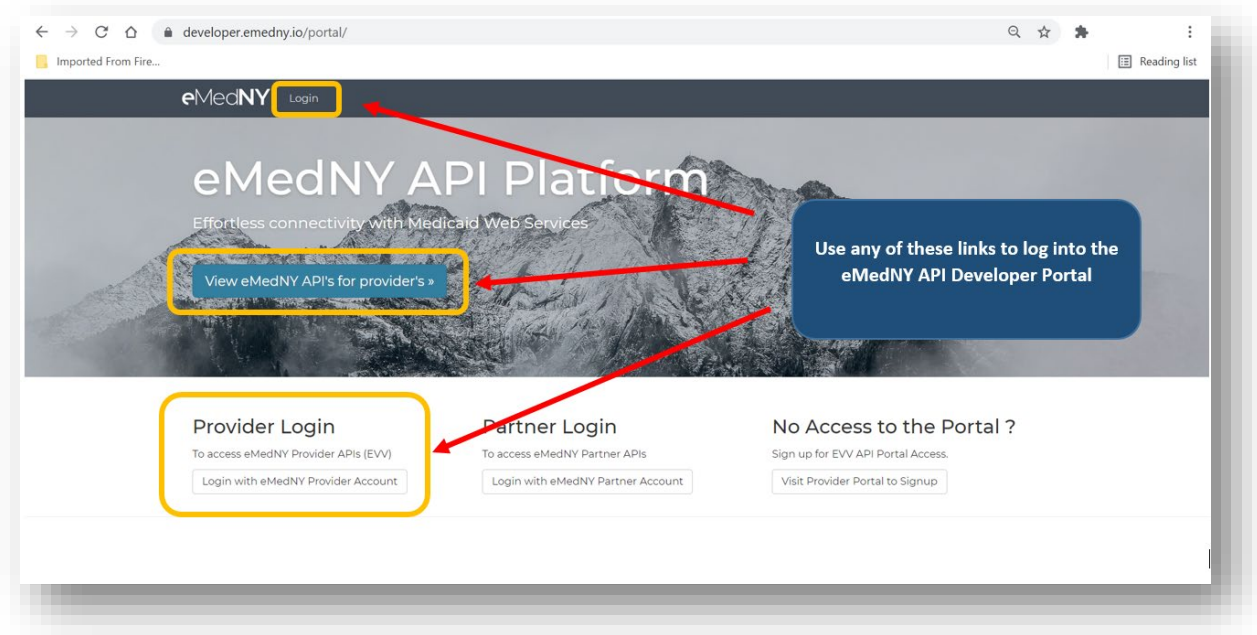 developer.emedny.io/portal/
Imported From Fire...
Reading list
eMedNY Login
eMedNY API Platform
Effortless connectivity with Medicaid Web Services
View eMedNY API's for provider's »
Use any of these links to log into the
eMedNY API Developer Portal
Provider Login
To access eMedNY Provider APIs (EVV)
Login with eMedNY Provider Account
Partner Login
To access eMedNY Partner APIs
Login with eMedNY Partner Account
No Access to the Portal ?
Sign up for EVV API Portal Access.
Visit Provider Portal to Signup